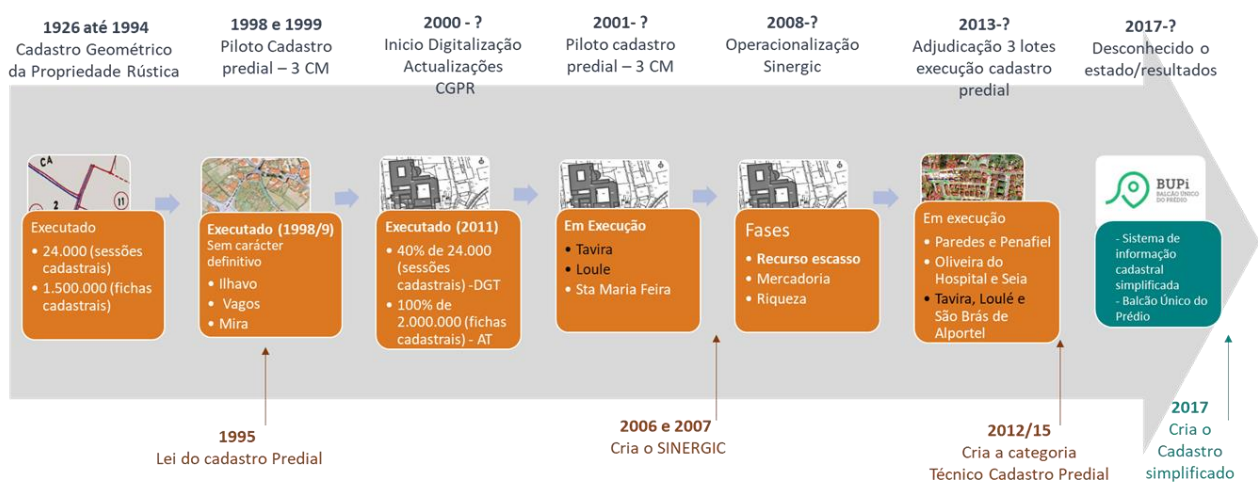 1926 até 1994
Cadastro Geométrico
da Propriedade Rústica
1998 e 1999
Piloto Cadastro
predial – 3 CM
2000 - ?
Inicio Digitalização
Actualizações
CGPR
2001- ?
Piloto cadastro
predial – 3 CM
2008-?
Operacionalização
Sinergic
2013-?
Adjudicação 3 lotes
execução cadastro
predial
2017-?
Desconhecido o
estado/resultados
CA
2
11
Executado
• 24.000 (sessões
cadastrais)
• 1.500.000 (fichas
cadastrais)
Executado (1998/9)
Sem carácter
definitivo
• Ilhavo
• Vagos
• Mira
Executado (2011)
• 40% de 24.000
(sessões
cadastrais) -DGT
• 100% de
2.000.000 (fichas
cadastrais) - AT
Em Execução
• Tavira
• Loule
• Sta Maria Feira
Fases
• Recurso escasso
• Mercadoria
• Riqueza
Em execução
• Paredes e Penafiel
• Oliveira do
Hospital e Seia
• Tavira, Loulé e
São Brás de
Alportel
BUPi
BALCÃO ÚNICO
DO PRÉDIO
- Sistema de
informação
cadastral
simplificada
- Balcão Único do
Prédio
1995
Lei do cadastro Predial
2006 e 2007
Cria o SINERGIC
2012/15
Cria a categoria
Técnico Cadastro Predial
2017
Cria o
Cadastro
simplificado